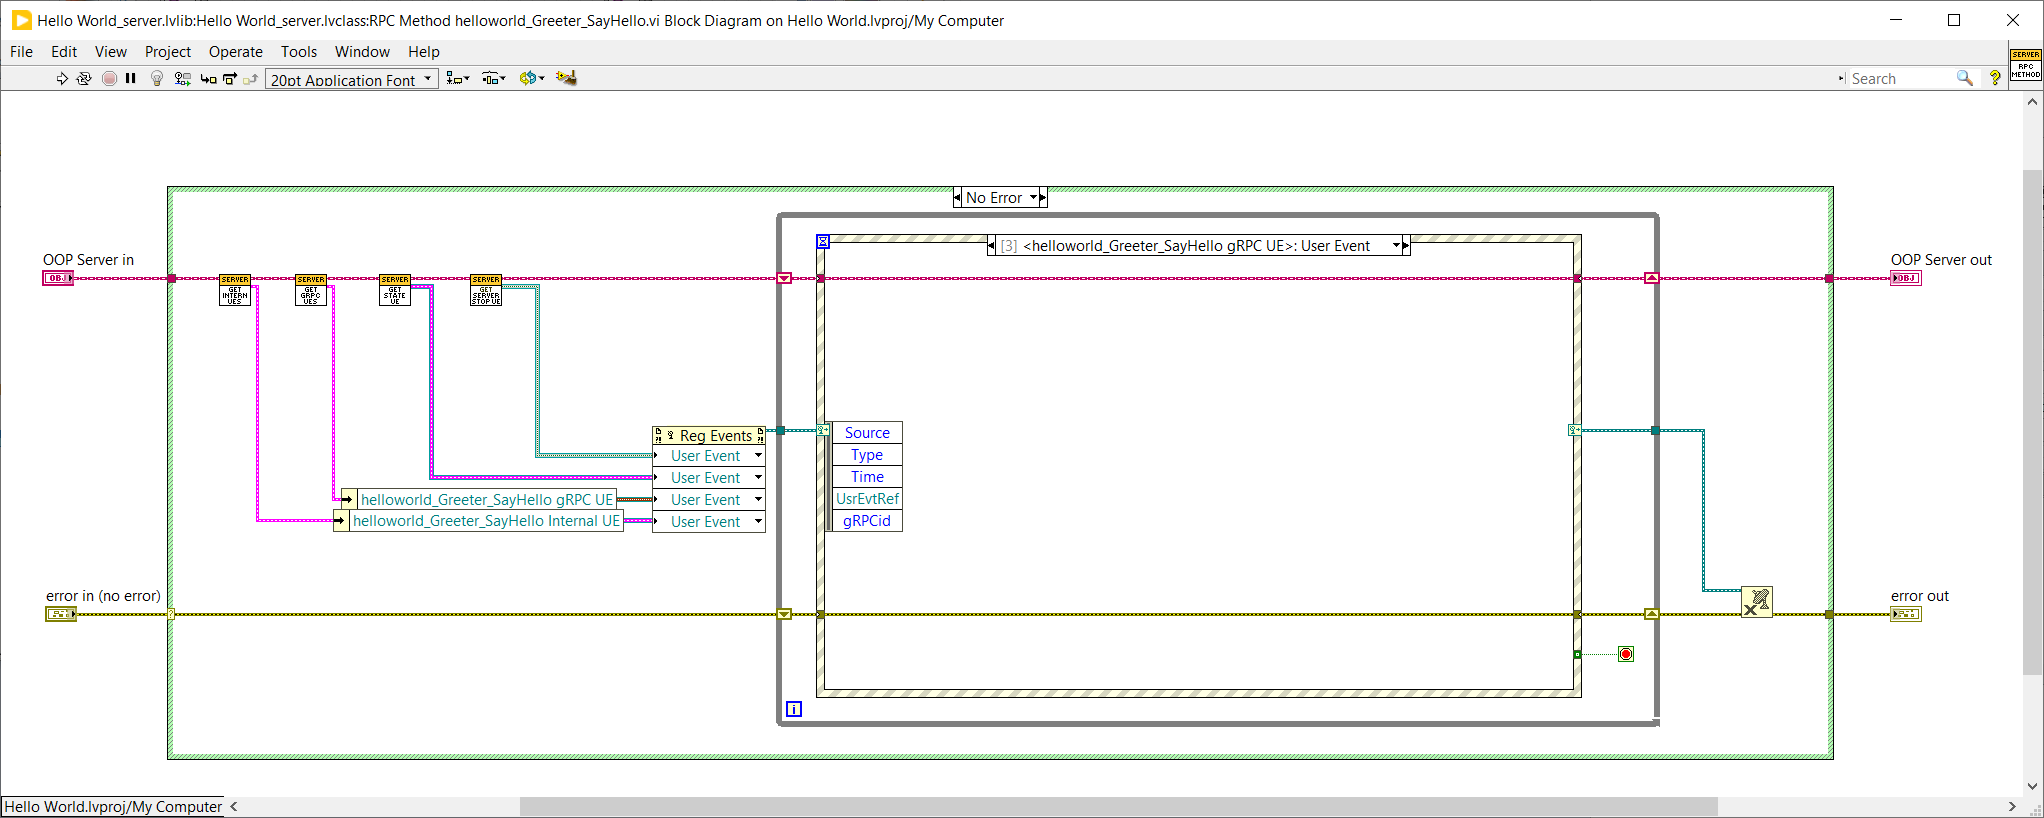 Hello World_server.lvlib:Hello World_server.lvclass:RPC Method helloworld_Greeter_SayHello.vi Block Diagram on Hello World.lvproj/My Computer
File Edit View Project Operate Tools Window Help
20pt Application Font
Search
?
SERVER
RPC
METHOD
No Error
[3] <helloworld_Greeter_SayHello gRPC UE>: User Event
OOP Server in
OBJ
SERVER
GET
INTERN
UES
SERVER
GET
GRPC
UES
SERVER
GET
STATE
UE
SERVER
GET
SERVER
STOP UE
OOP Server out
OBJ
Reg Events
User Event
User Event
helloworld_Greeter_SayHello gRPC UE
User Event
helloworld_Greeter_SayHello Internal UE
User Event
Source
Type
Time
UsrEvtRef
gRPCid
error in (no error)
?
error out
i
Hello World.lvproj/My Computer